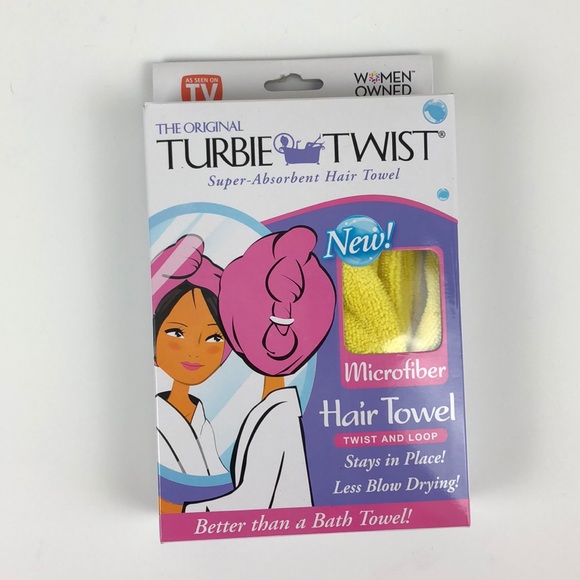 AS SEEN ON
TV
WOMEN™
OWNED
THE ORIGINAL
TURBIE TWIST®
Super-Absorbent Hair Towel
New!
Microfiber
Hair Towel
TWIST AND LOOP
Stays in Place!
Less Blow Drying!
Better than a Bath Towel!